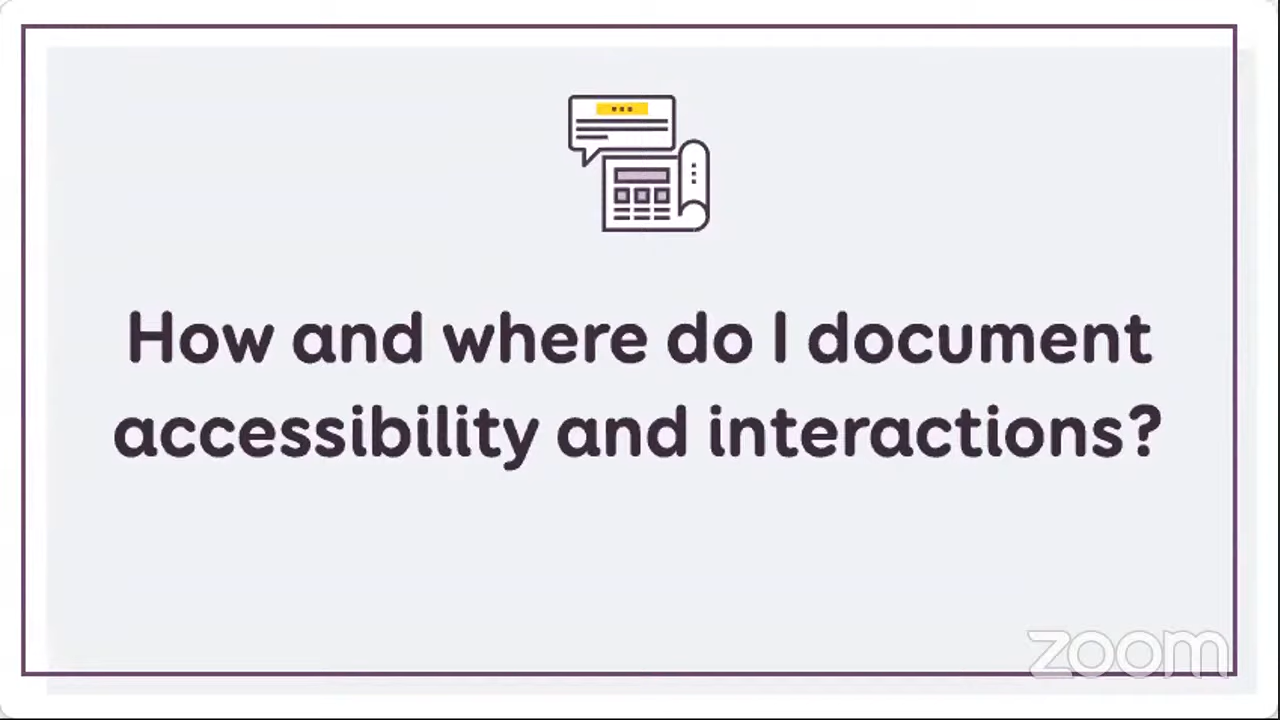 How and where do I document
accessibility and interactions?
zoom